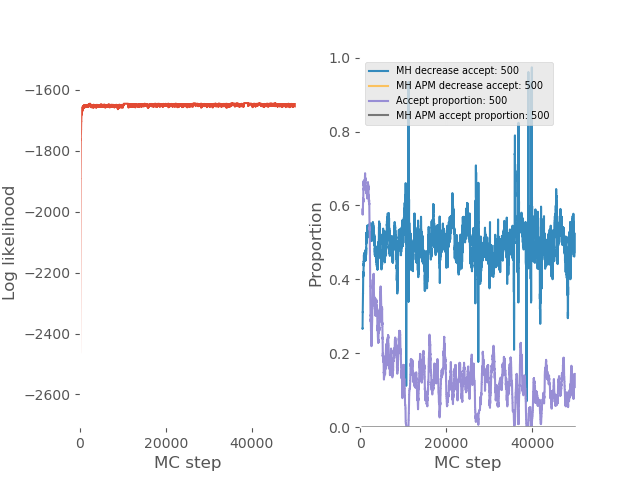 −1600
−1800
−2000
−2200
−2400
−2600
Log likelihood
0
20000
40000
MC step
1.0
0.8
0.6
0.4
0.2
0.0
Proportion
MH decrease accept: 500
MH APM decrease accept: 500
Accept proportion: 500
MH APM accept proportion: 500
0
20000
40000
MC step